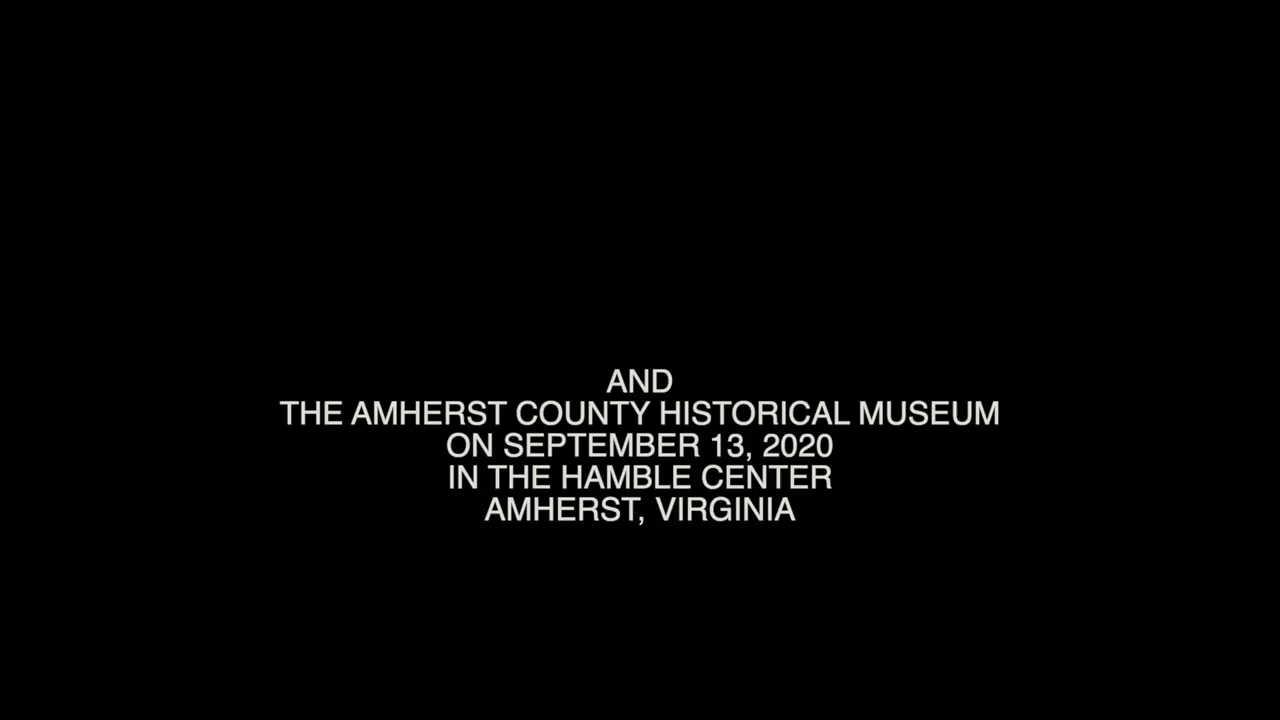 AND
THE AMHERST COUNTY HISTORICAL MUSEUM
ON SEPTEMBER 13, 2020
IN THE HAMBLE CENTER
AMHERST, VIRGINIA